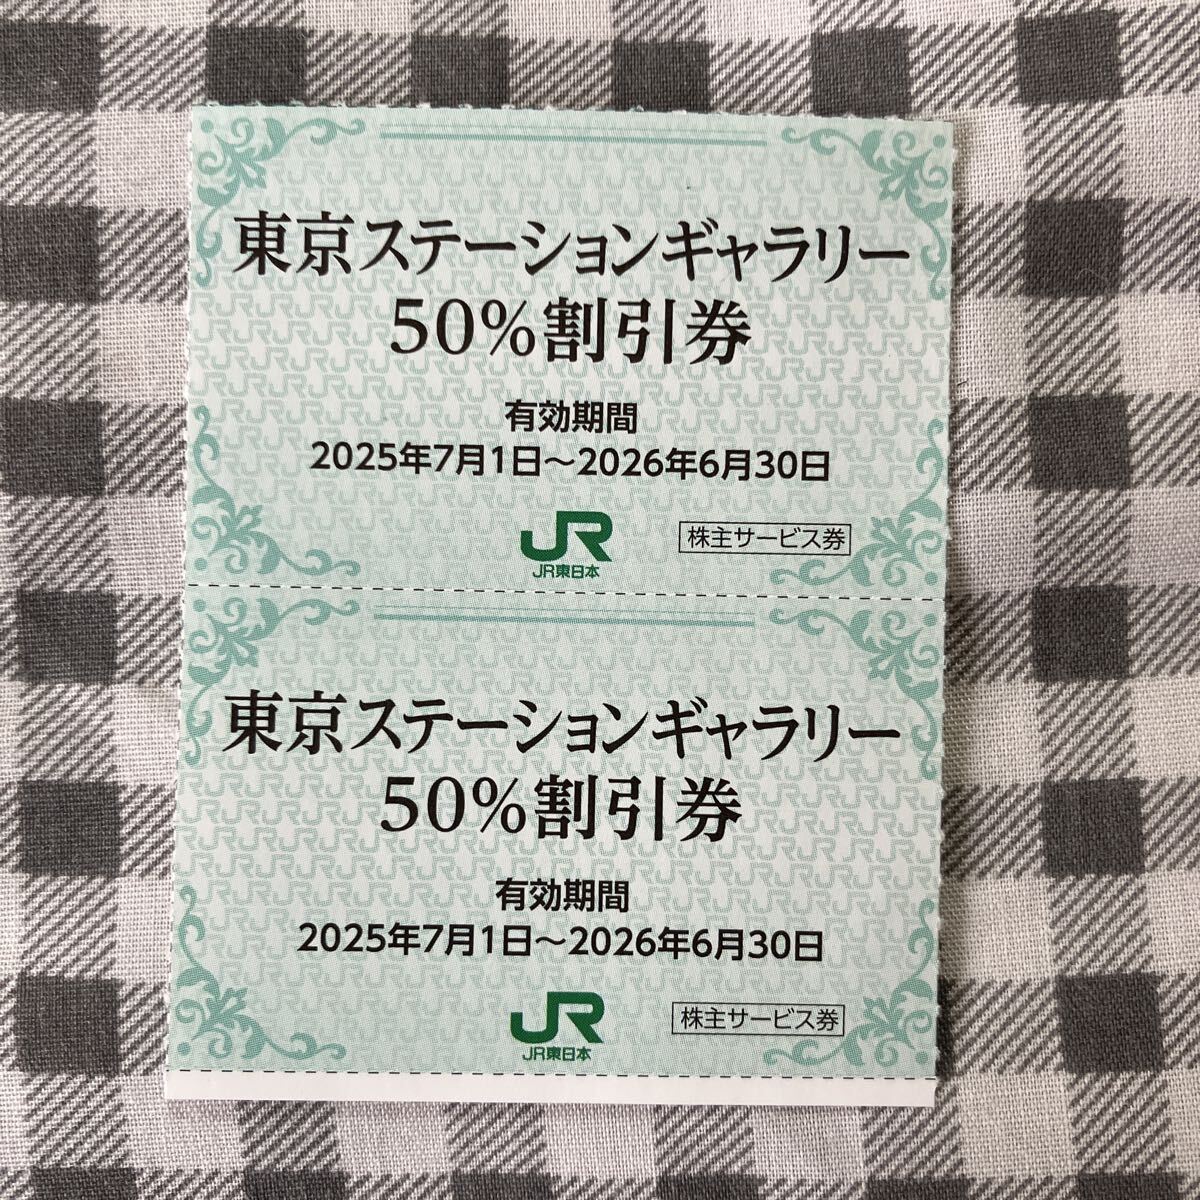 東京ステーションギャラリー
50%割引券
有効期間
2025年7月1日～2026年6月30日
JR
JR東日本
株主サービス券
東京ステーションギャラリー
50%割引券
有効期間
2025年7月1日～2026年6月30日
JR
JR東日本
株主サービス券